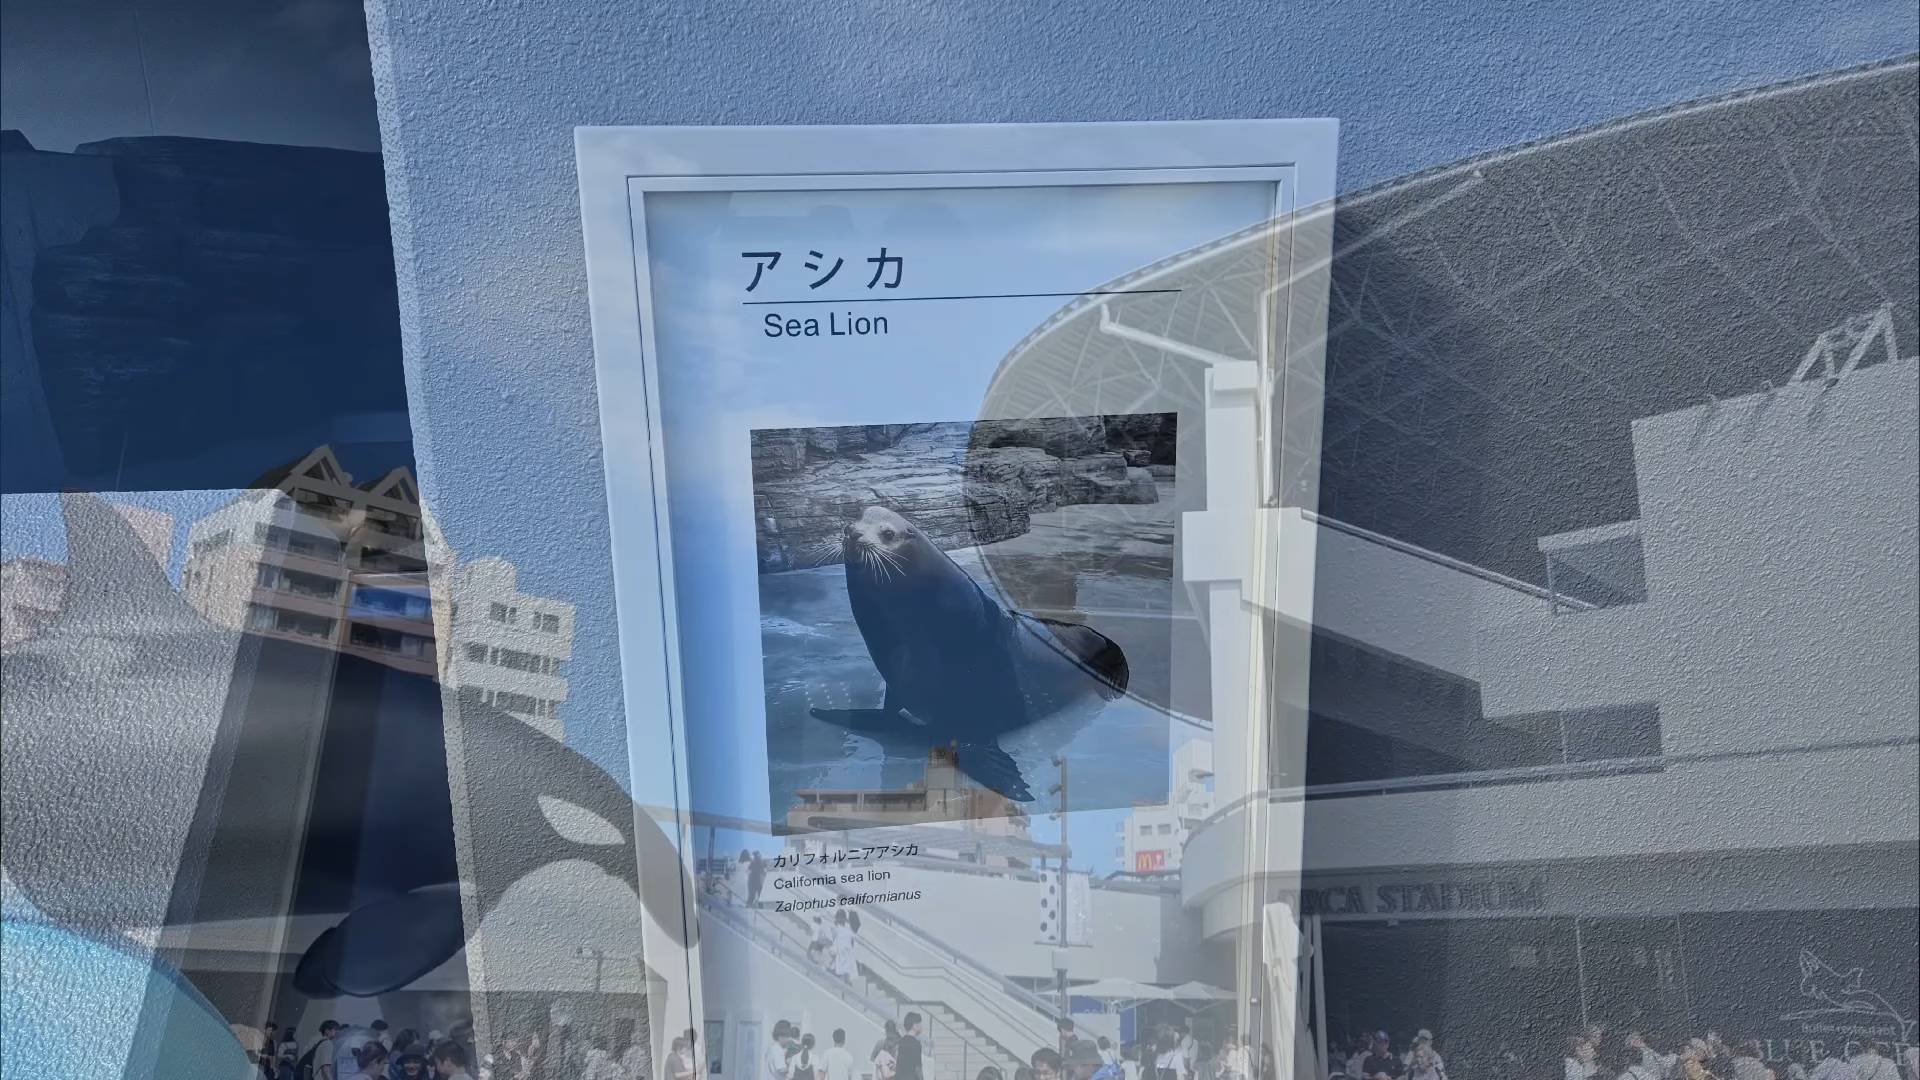 アシカ
Sea Lion
カリフォルニアアシカ
California sea lion
Zalophus californianus
ORCA STADIUM
BLUE